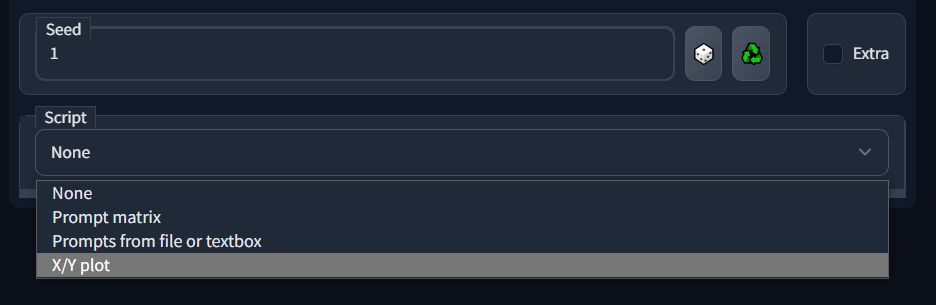 Seed
1
Extra
Script
None
None
Prompt matrix
Prompts from file or textbox
X/Y plot